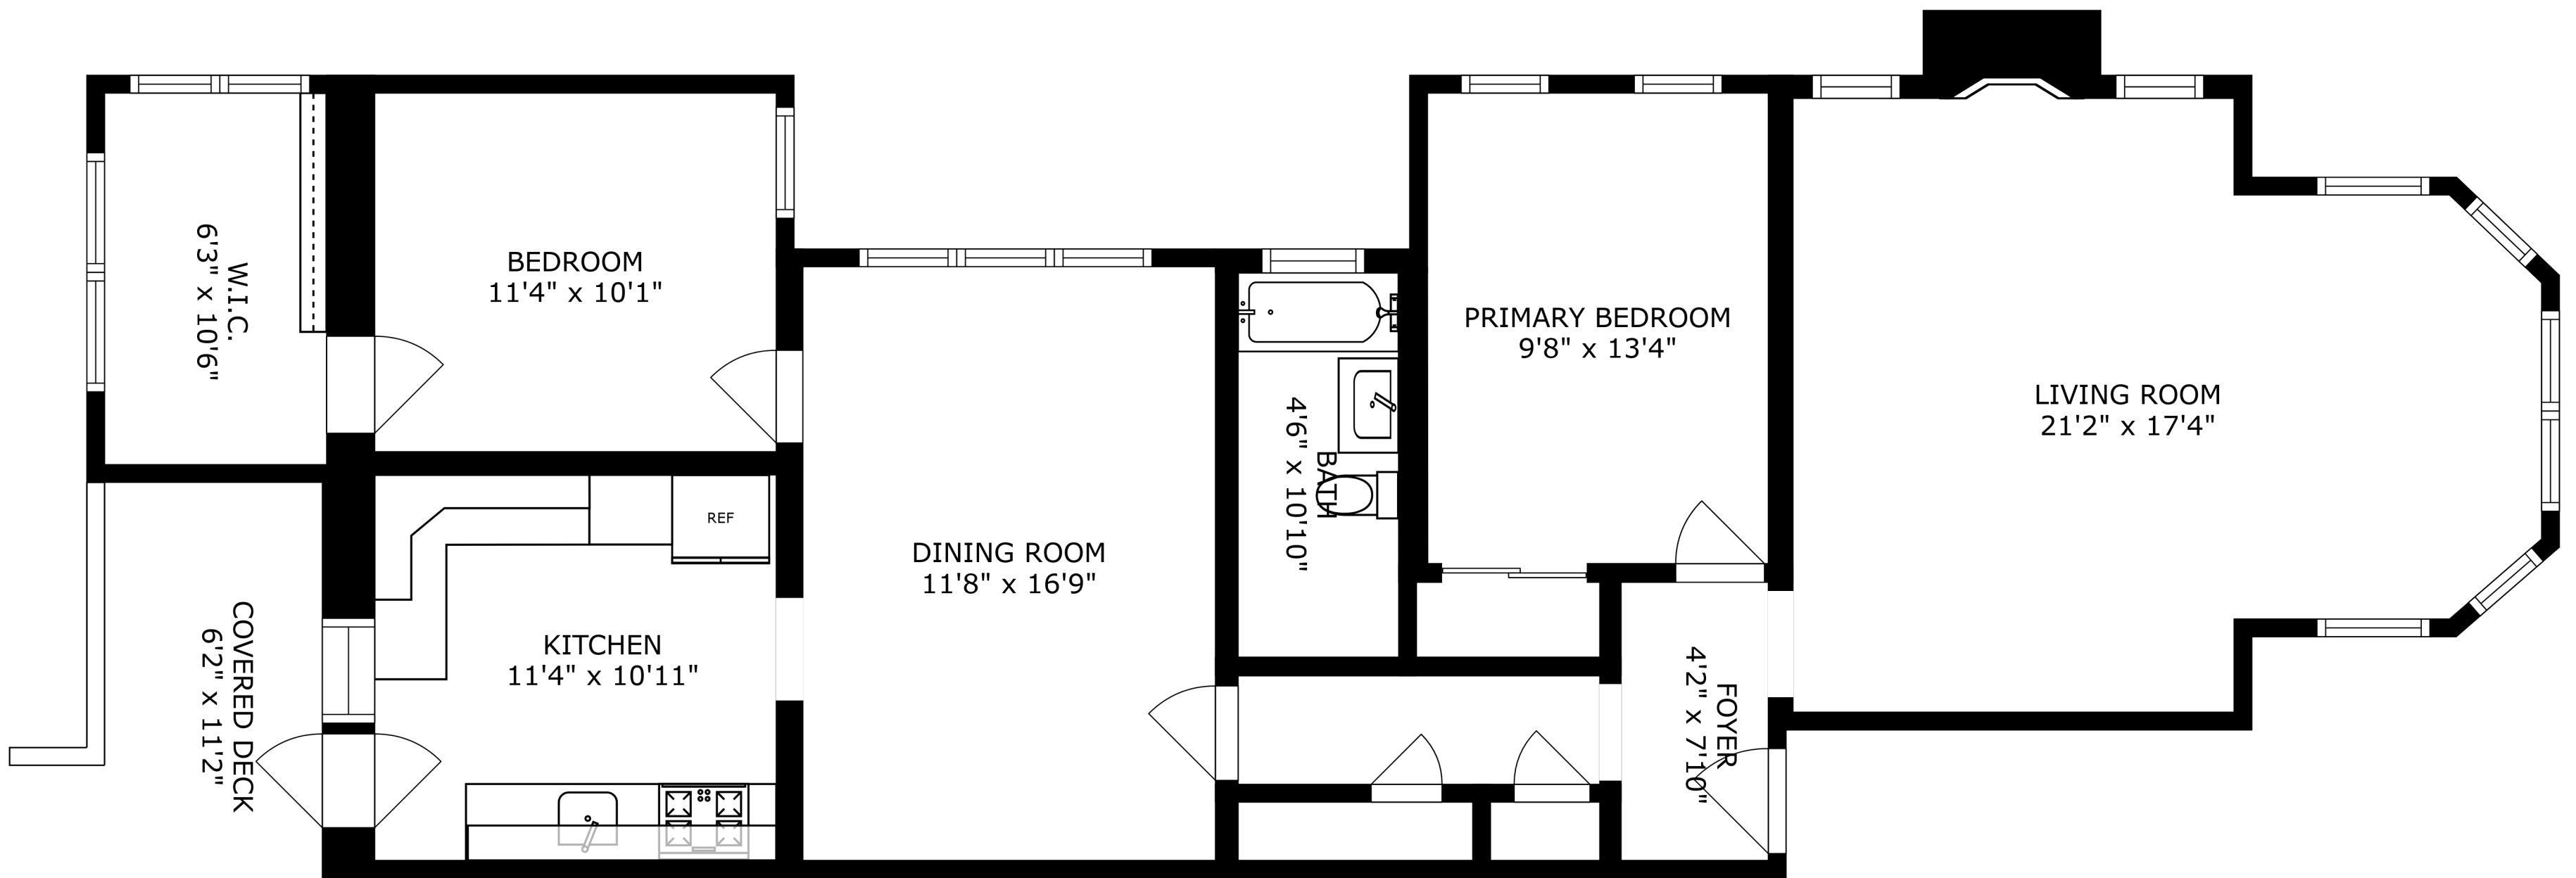 W.I.C.
6'3" x 10'6"
BEDROOM
11'4" x 10'1"
PRIMARY BEDROOM
9'8" x 13'4"
LIVING ROOM
21'2" x 17'4"
BATH
4'6" x 10'10"
REF
DINING ROOM
11'8" x 16'9"
KITCHEN
11'4" x 10'11"
COVERED DECK
6'2" x 11'2"
FOYER
4'2" x 7'10"